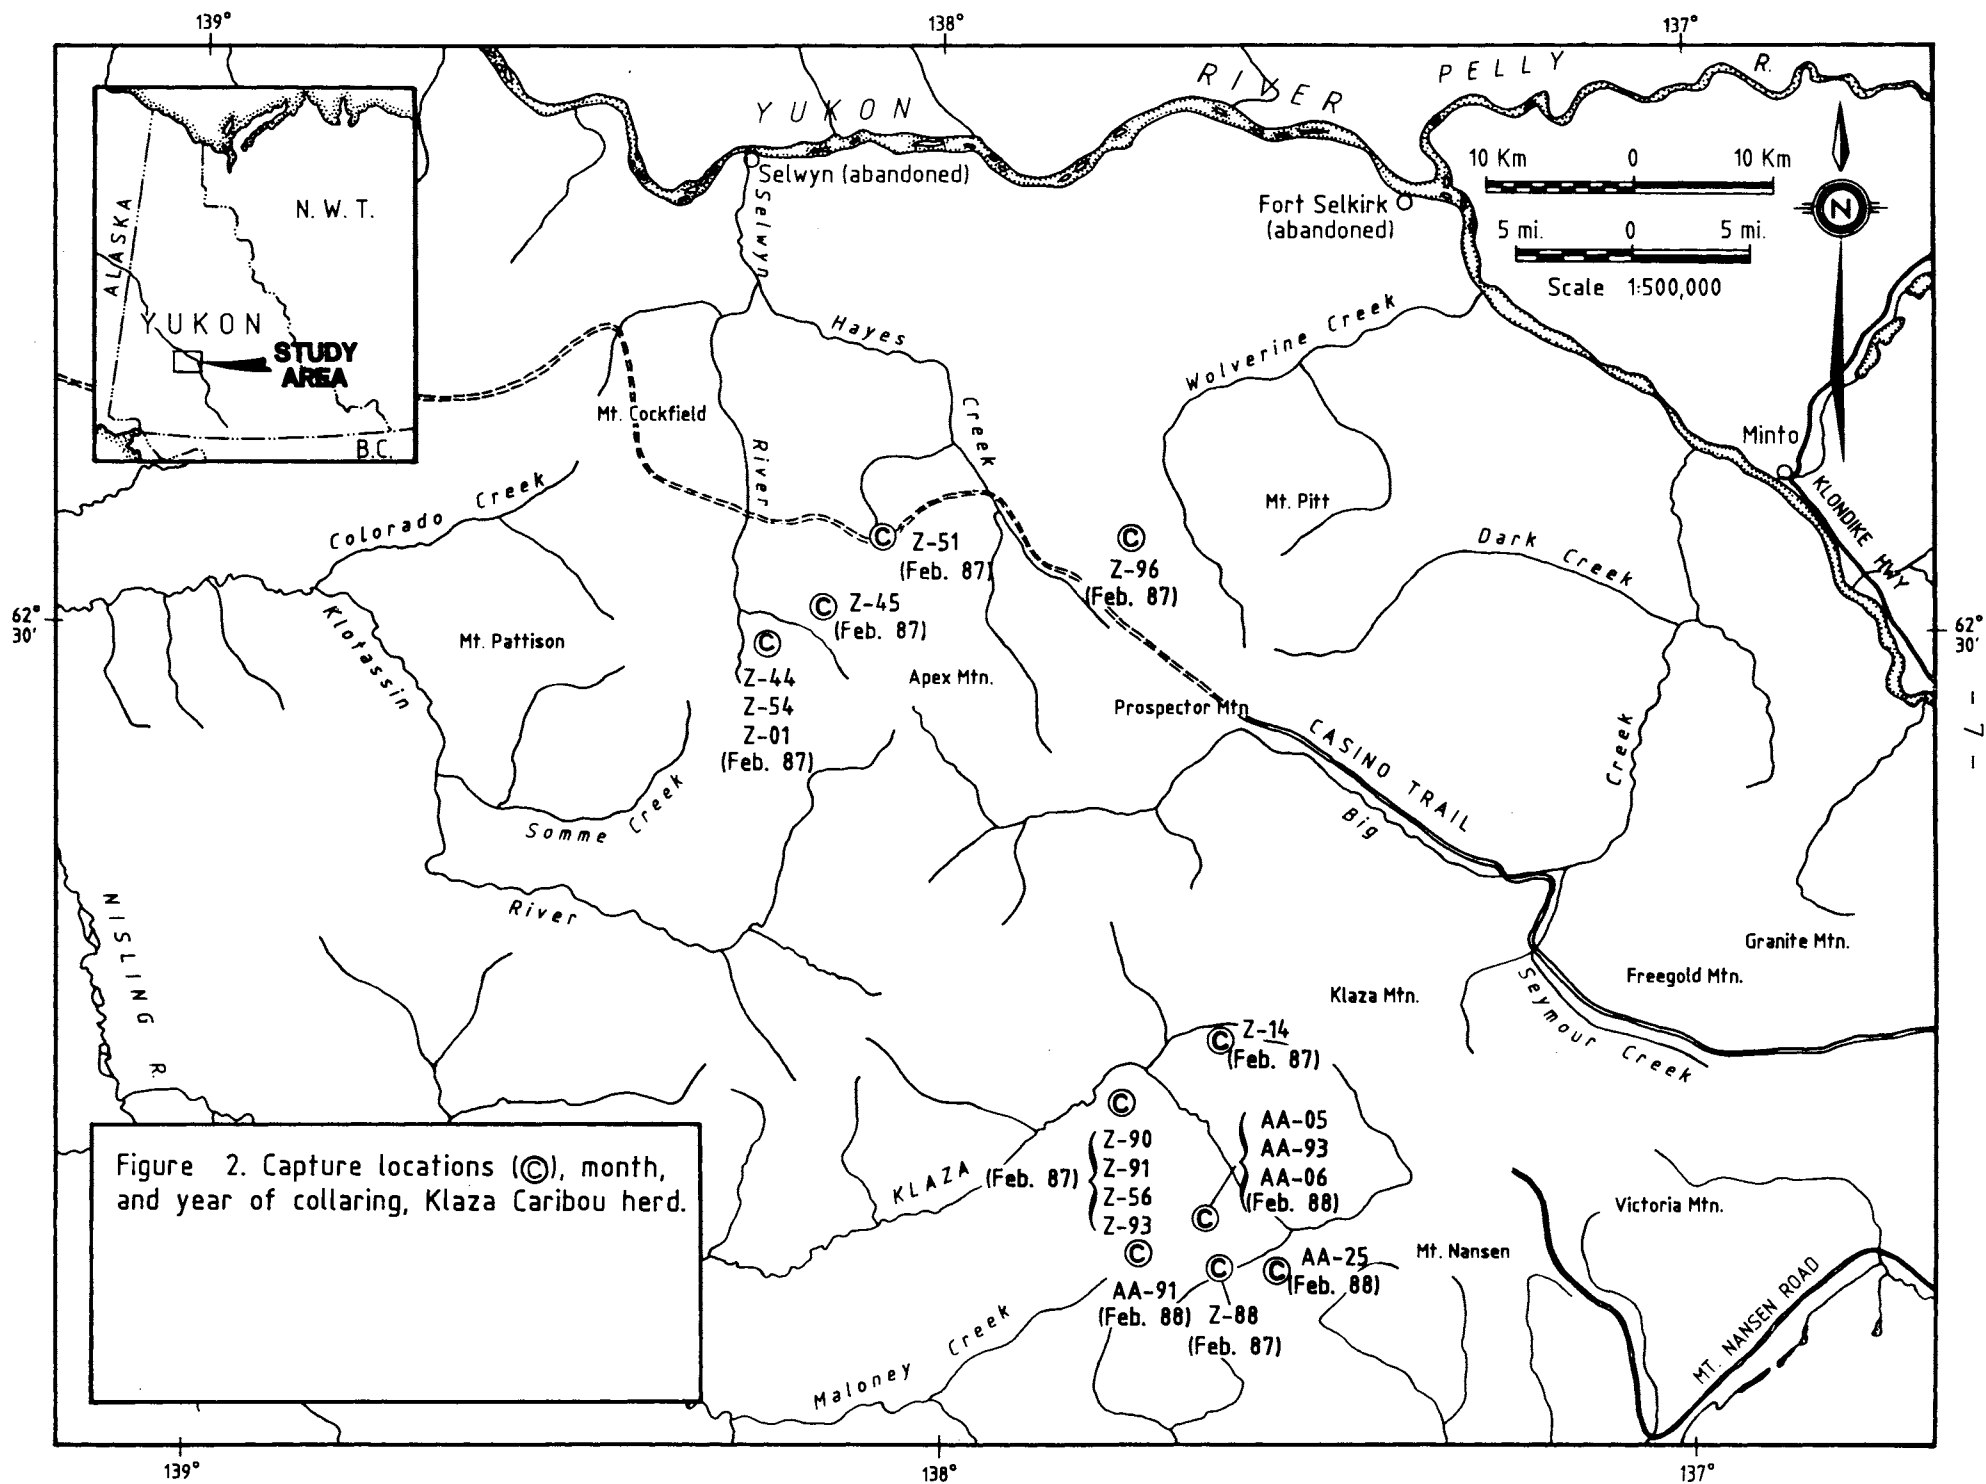 139°
138°
137°
YUKON
RIVER
PELLY
R.
N.W.T.
ALASKA
YUKON
STUDY
AREA
B.C.
Selwyn (abandoned)
Selwyn
River
Fort Selkirk
(abandoned)
10 Km 0 10 Km
5 mi. 0 5 mi.
Scale 1:500,000
N
Hayes
Creek
Wolverine Creek
Mt. Cockfield
Minto
KLONDIKE HWY
Colorado Creek
Mt. Pitt
Dark Creek
C
Z-51
(Feb. 87)
C
Z-96
(Feb. 87)
C
Z-45
(Feb. 87)
C
Z-44
Z-54
Z-01
(Feb. 87)
62°
30'
62°
30'
- 7 -
Klotassin
River
Mt. Pattison
Apex Mtn.
Prospector Mtn
CASINO TRAIL
Big
Creek
Somme Creek
NISLING R.
Granite Mtn.
Freegold Mtn.
Klaza Mtn.
Seymour Creek
C
Z-14
(Feb. 87)
C
Z-90
Z-91
Z-56
Z-93
(Feb. 87)
AA-05
AA-93
AA-06
(Feb. 88)
C
KLAZA
Victoria Mtn.
Mt. Nansen
C
AA-91
(Feb. 88)
C
Z-88
(Feb. 87)
C
AA-25
(Feb. 88)
Maloney Creek
MT. NANSEN ROAD
Figure 2. Capture locations (©), month,
and year of collaring, Klaza Caribou herd.
139°
138°
137°